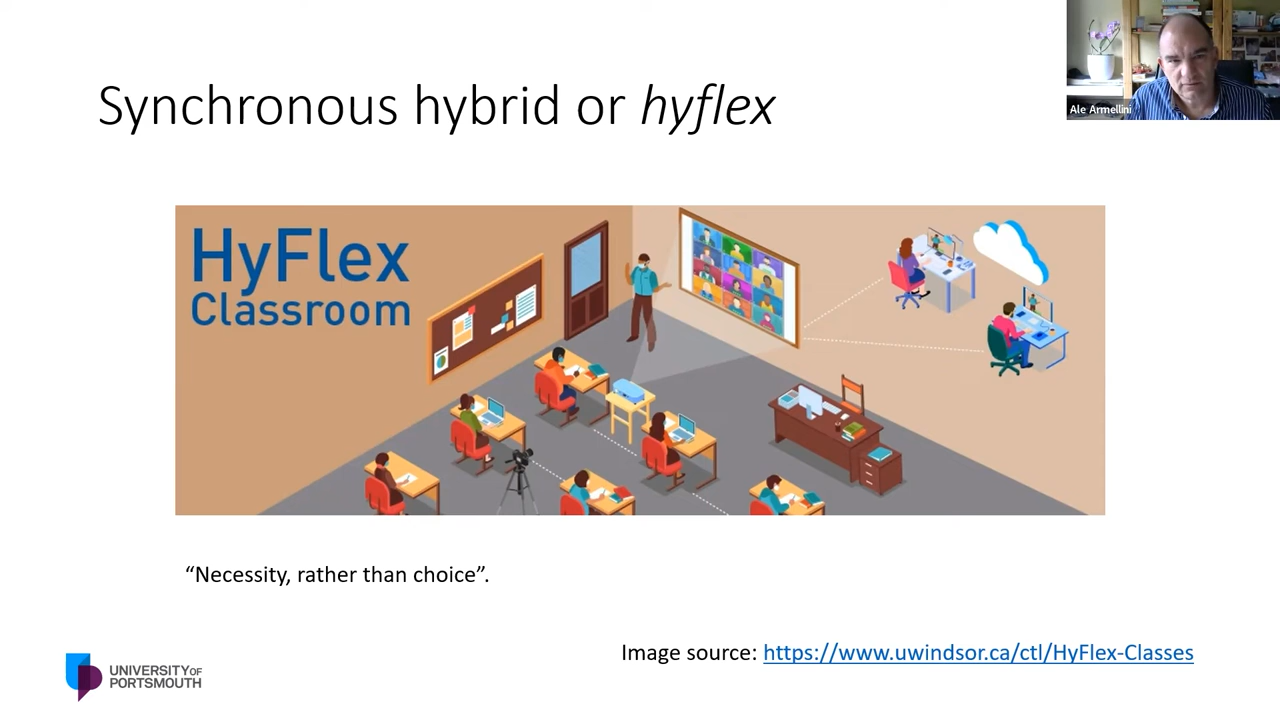 Synchronous hybrid or hyflex
Ale Armellini
HyFlex
Classroom
“Necessity, rather than choice”.
Image source: https://www.uwindsor.ca/ctl/HyFlex-Classes
UNIVERSITY OF
PORTSMOUTH